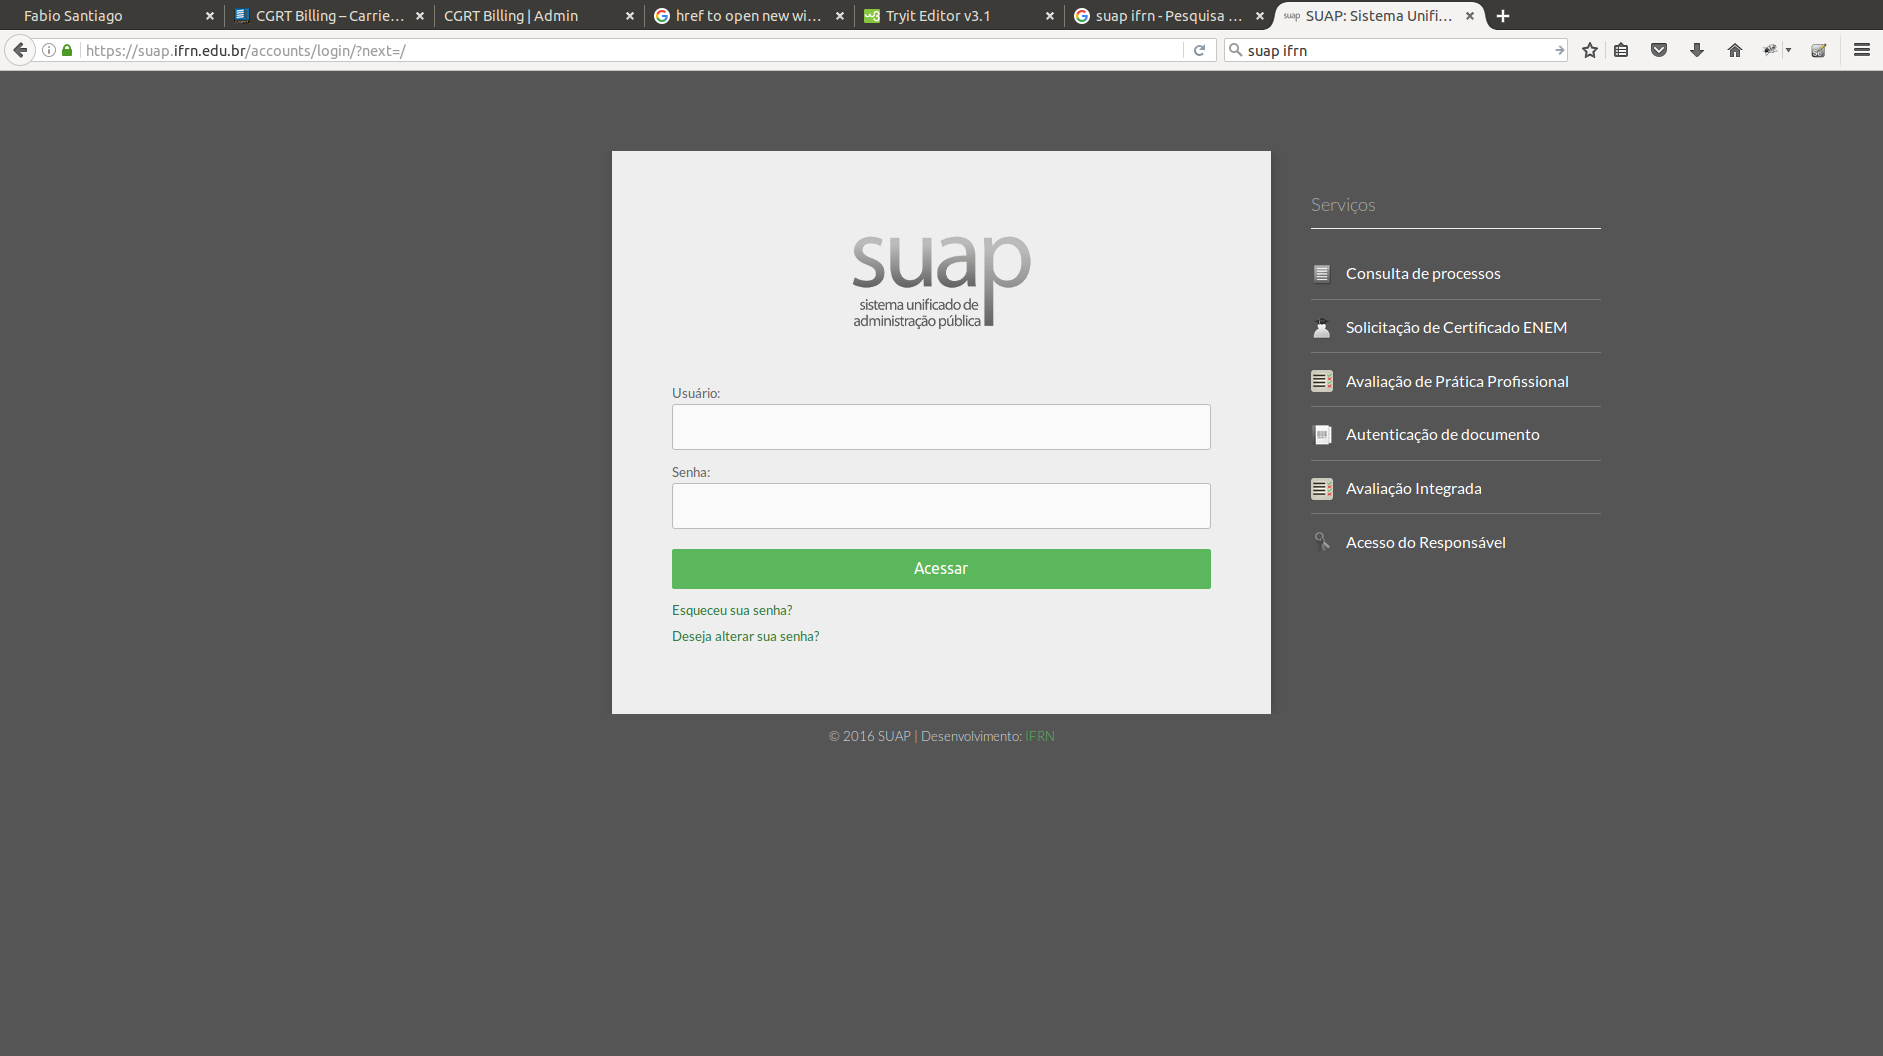 Fabio Santiago
CGRT Billing – Carrie...
CGRT Billing | Admin
href to open new wi...
Tryit Editor v3.1
suap ifrn - Pesquisa ...
suap
SUAP: Sistema Unifi...
https://suap.ifrn.edu.br/accounts/login/?next=/
suap ifrn
suap
sistema unificado de
administração pública
Usuário:
Senha:
Acessar
Esqueceu sua senha?
Deseja alterar sua senha?
© 2016 SUAP | Desenvolvimento: IFRN
Serviços
Consulta de processos
Solicitação de Certificado ENEM
Avaliação de Prática Profissional
Autenticação de documento
Avaliação Integrada
Acesso do Responsável